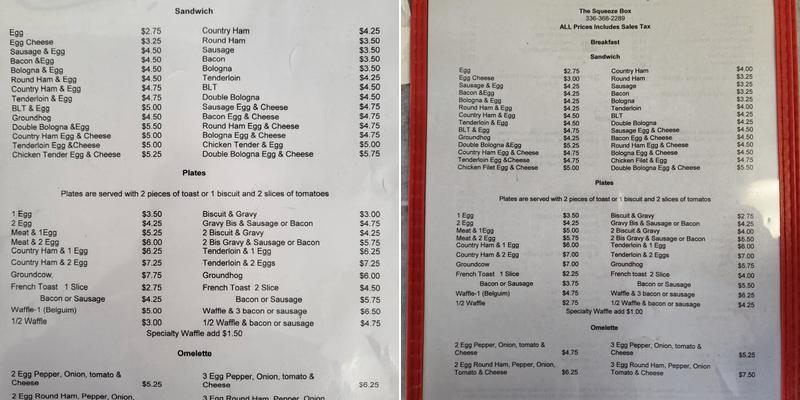 Sandwich
Egg $2.75 Country Ham $4.25
Egg Cheese $3.25 Round Ham $3.50
Sausage & Egg $4.50 Sausage $3.50
Bacon &Egg $4.50 Bacon $3.50
Bologna & Egg $4.50 Bologna $3.50
Round Ham & Egg $4.50 Tenderloin $4.25
Country Ham & Egg $4.75 BLT $4.50
Tenderloin & Egg $4.75 Double Bologna $4.50
BLT & Egg $5.00 Sausage Egg & Cheese $4.75
Groundhog $4.50 Bacon Egg & Cheese $4.75
Double Bologna &Egg $5.50 Round Ham Egg & Cheese $4.75
Country Ham Egg & Cheese $5.00 Bologna Egg & Cheese $4.75
Tenderloin Egg &Cheese $5.00 Chicken Tender & Egg $5.00
Chicken Tender Egg & Cheese $5.25 Double Bologna Egg & Cheese $5.75
Plates
Plates are served with 2 pieces of toast or 1 biscuit and 2 slices of tomatoes
1 Egg $3.50 Biscuit & Gravy $3.00
2 Egg $4.25 Gravy Bis & Sausage or Bacon $4.75
Meat & 1Egg $5.25 2 Biscuit & Gravy $4.25
Meat & 2 Egg $6.00 2 Bis Gravy & Sausage or Bacon $5.75
Country Ham & 1 Egg $6.25 Tenderloin & 1 Egg $6.25
Country Ham & 2 Egg $7.25 Tenderloin & 2 Eggs $7.25
Groundcow $7.75 Groundhog $6.00
French Toast 1 Slice $2.75 French Toast 2 Slice $4.50
Bacon or Sausage $4.25 Bacon or Sausage $5.75
Waffle-1 (Belguim) $5.00 Waffle & 3 bacon or sausage $6.50
1/2 Waffle $3.00 1/2 Waffle & bacon or sausage $4.75
Specialty Waffle add $1.50
Omelette
2 Egg Pepper, Onion, tomato & Cheese $5.25 3 Egg Pepper, Onion, tomato & Cheese $6.25
2 Egg Round Ham, Pepper, Onion, 3 Egg Round Ham, Pepper, Onion
The Squeeze Box
336-368-2289
ALL Prices Includes Sales Tax
Breakfast
Sandwich
Egg $2.75 Country Ham $4.00
Egg Cheese $3.00 Round Ham $3.25
Sausage & Egg $4.25 Sausage $3.25
Bacon &Egg $4.25 Bacon $3.25
Bologna & Egg $4.25 Bologna $3.25
Round Ham & Egg $4.25 Tenderloin $4.00
Country Ham & Egg $4.50 BLT $4.25
Tenderloin & Egg $4.50 Double Bologna $4.25
BLT & Egg $4.75 Sausage Egg & Cheese $4.50
Groundhog $4.25 Bacon Egg & Cheese $4.50
Double Bologna &Egg $5.25 Round Ham Egg & Cheese $4.50
Country Ham Egg & Cheese $4.75 Bologna Egg & Cheese $4.50
Tenderloin Egg &Cheese $4.75 Chicken Filet & Egg $4.75
Chicken Filet Egg & Cheese $5.00 Double Bologna Egg & Cheese $5.50
Plates
Plates are served with 2 pieces of toast or 1 biscuit and 2 slices of tomatos
1 Egg $3.50 Biscuit & Gravy $2.75
2 Egg $4.25 Gravy Bis & Sausage or Bacon $4.75
Meat & 1Egg $5.00 2 Biscuit & Gravy $4.00
Meat & 2 Egg $5.75 2 Bis Gravy & Sausage or Bacon $5.50
Country Ham & 1 Egg $6.00 Tenderloin & 1 Egg $6.00
Country Ham & 2 Egg $7.00 Tenderloin & 2 Eggs $7.00
Groundcow $7.00 Groundhog $5.75
French Toast 1 Slice $2.25 French Toast 2 Slice $4.00
Bacon or Sausage $3.75 Bacon or Sausage $5.50
Waffle-1 (Belguim) $4.75 Waffle & 3 bacon or sausage $6.25
1/2 Waffle $2.75 1/2 Waffle & bacon or sausage $4.25
Specialty Waffle add $1.00
Omelette
2 Egg Pepper, Onion, tomato & Cheese $4.75 3 Egg Pepper, Onion, tomato & Cheese $5.25
2 Egg Round Ham, Pepper, Onion, Tomato & Cheese $6.25 3 Egg Round Ham, Pepper, Onion Tomato & Cheese $7.50